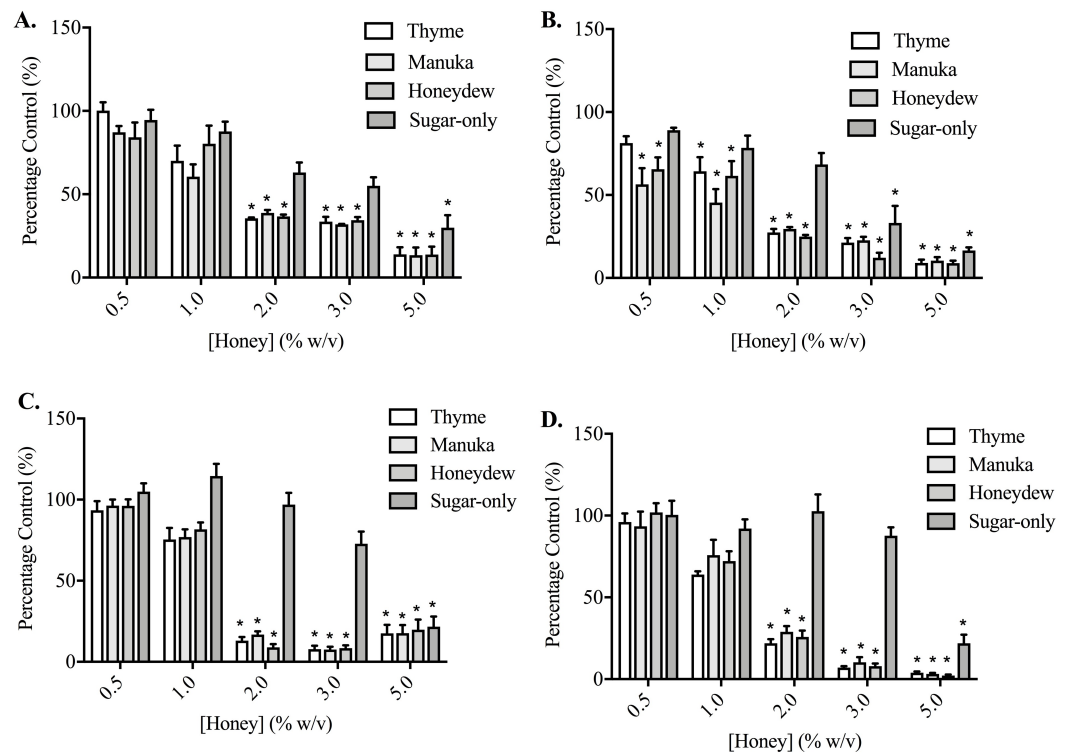 A.
150
100
50
0
Percentage Control (%)
Thyme
Manuka
Honeydew
Sugar-only
* * *
* * *
* * * *
0.5 1.0 2.0 3.0 5.0
[Honey] (% w/v)
B.
150
100
50
0
Percentage Control (%)
Thyme
Manuka
Honeydew
Sugar-only
* *
* * *
* * *
* * * *
* * * *
0.5 1.0 2.0 3.0 5.0
[Honey] (% w/v)
C.
150
100
50
0
Percentage Control (%)
Thyme
Manuka
Honeydew
Sugar-only
* * *
* * *
* * * *
0.5 1.0 2.0 3.0 5.0
[Honey] (% w/v)
D.
150
100
50
0
Percentage Control (%)
Thyme
Manuka
Honeydew
Sugar-only
* * *
* * *
* * * *
0.5 1.0 2.0 3.0 5.0
[Honey] (% w/v)